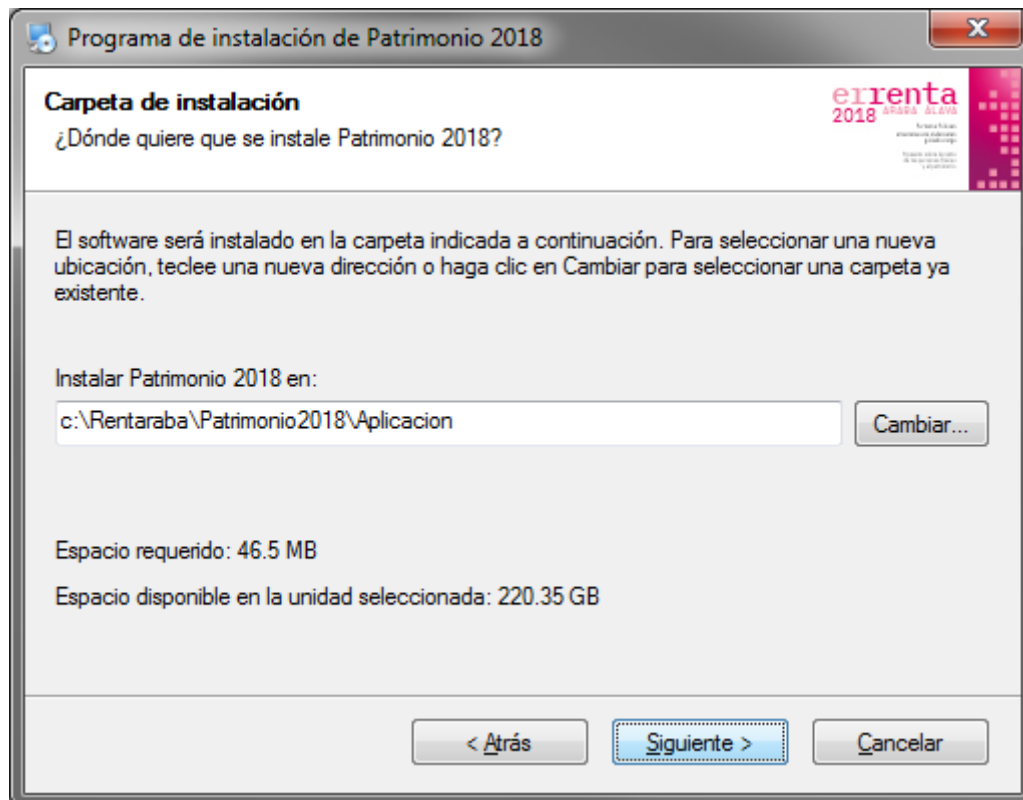 Programa de instalación de Patrimonio 2018
Carpeta de instalación
¿Dónde quiere que se instale Patrimonio 2018?
errenta
2018 ARABA ALAVA
El software será instalado en la carpeta indicada a continuación. Para seleccionar una nueva
ubicación, teclee una nueva dirección o haga clic en Cambiar para seleccionar una carpeta ya
existente.
Instalar Patrimonio 2018 en:
c:\Rentaraba\Patrimonio2018\Aplicacion
Cambiar...
Espacio requerido: 46.5 MB
Espacio disponible en la unidad seleccionada: 220.35 GB
< Atrás
Siguiente >
Cancelar